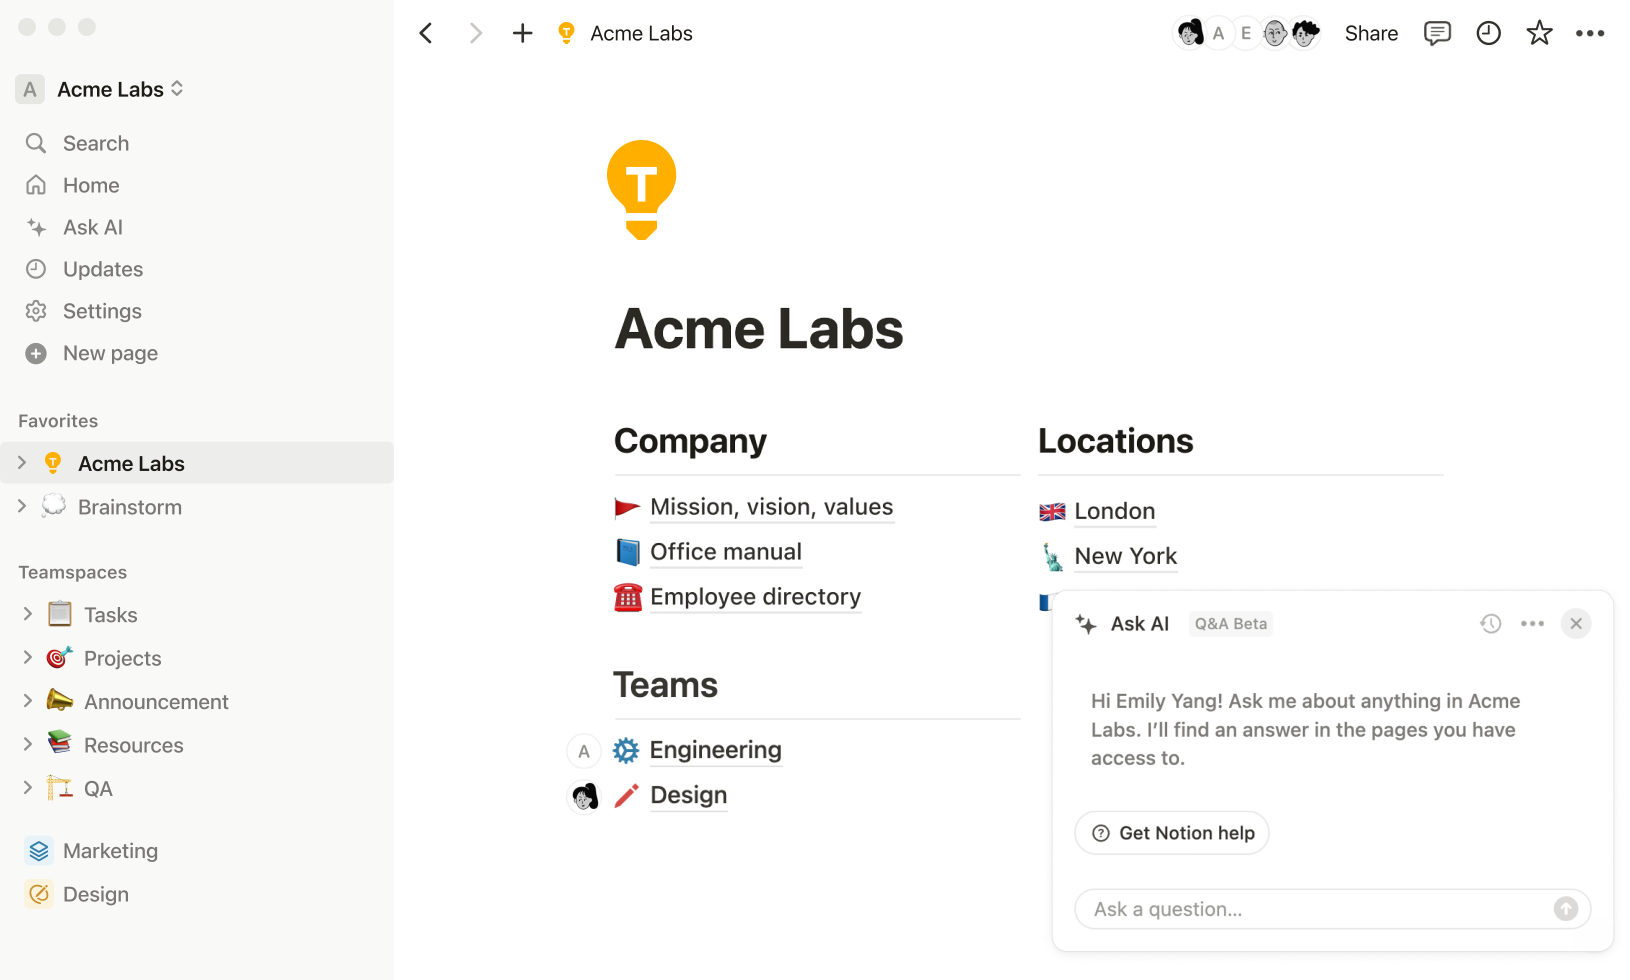 A Acme Labs
Search
Home
Ask AI
Updates
Settings
New page
Favorites
T Acme Labs
Brainstorm
Teamspaces
Tasks
Projects
Announcement
Resources
QA
Marketing
Design
T Acme Labs
A E
Share
T
Acme Labs
Company
Mission, vision, values
Office manual
Employee directory
Teams
A Engineering
Design
Locations
London
New York
Ask AI Q&A Beta
Hi Emily Yang! Ask me about anything in Acme
Labs. I’ll find an answer in the pages you have
access to.
Get Notion help
Ask a question...